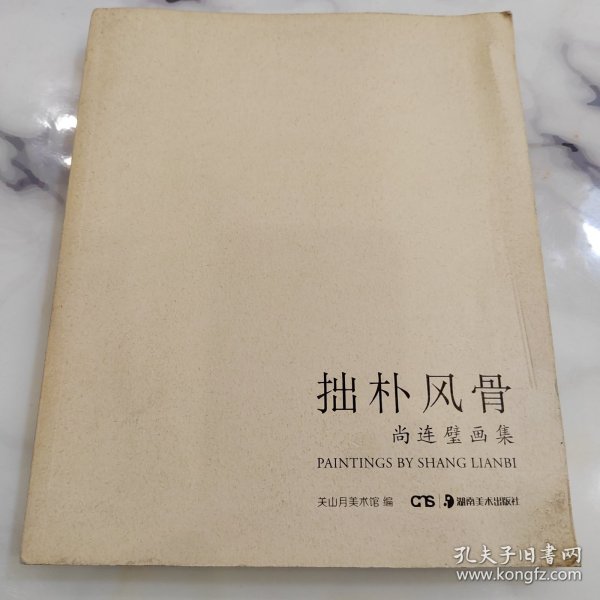 拙朴风骨
尚连璧画集
PAINTINGS BY SHANG LIANBI
关山月美术馆 编 CNS 湖南美术出版社
孔夫子旧书网
www.kongfz.com